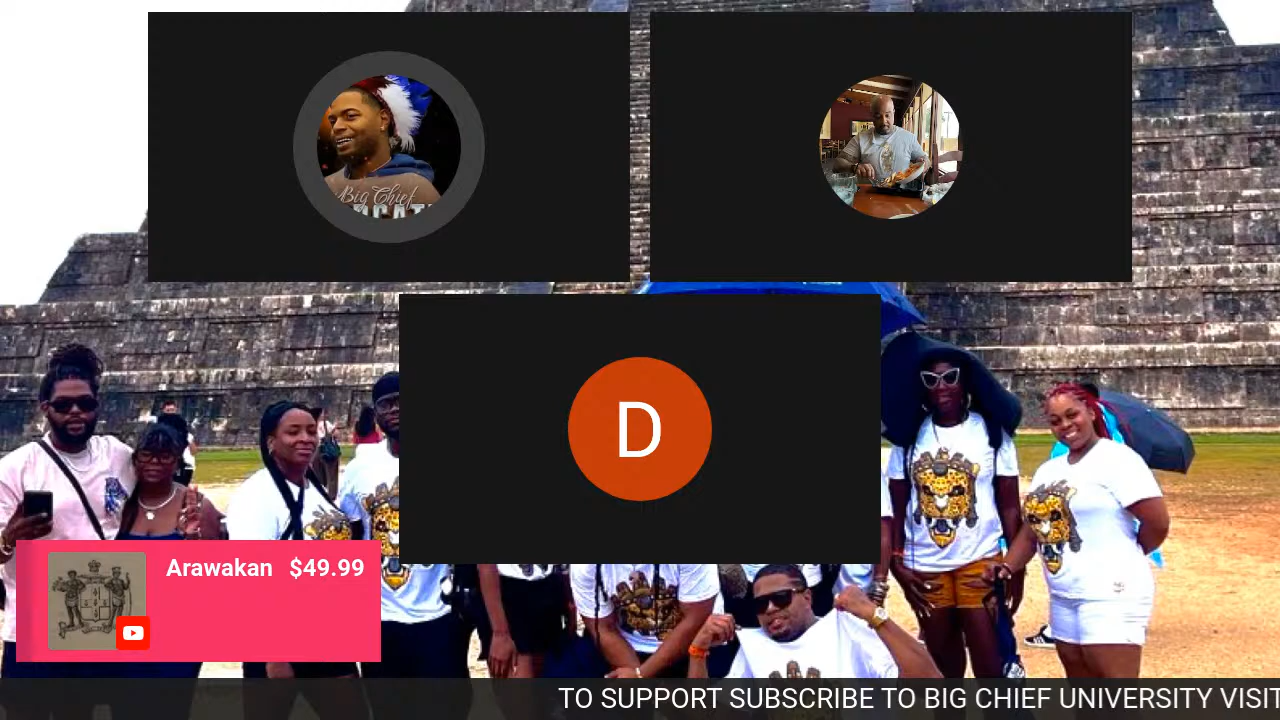 Big Chief
D
Arawakan $49.99
TO SUPPORT SUBSCRIBE TO BIG CHIEF UNIVERSITY VISIT